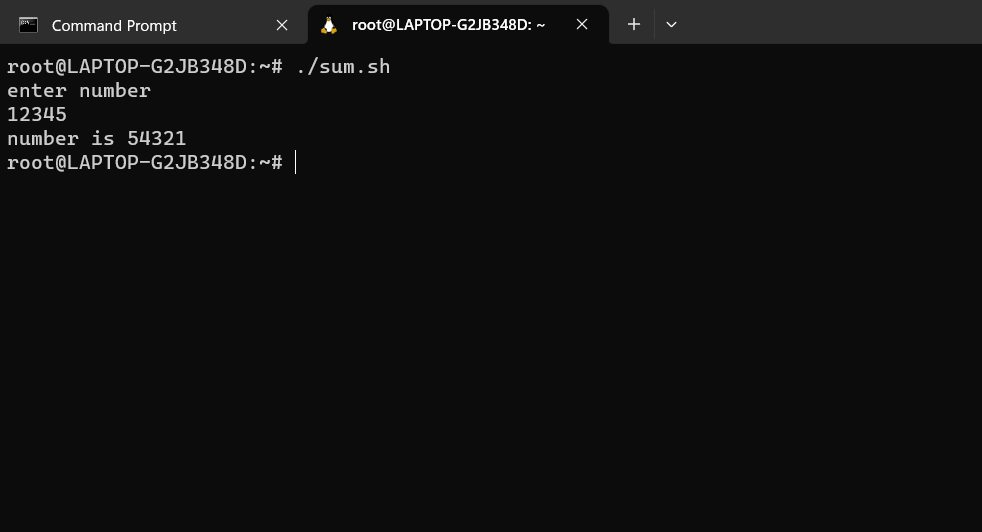 Command Prompt
root@LAPTOP-G2JB348D: ~
root@LAPTOP-G2JB348D:~# ./sum.sh
enter number
12345
number is 54321
root@LAPTOP-G2JB348D:~#